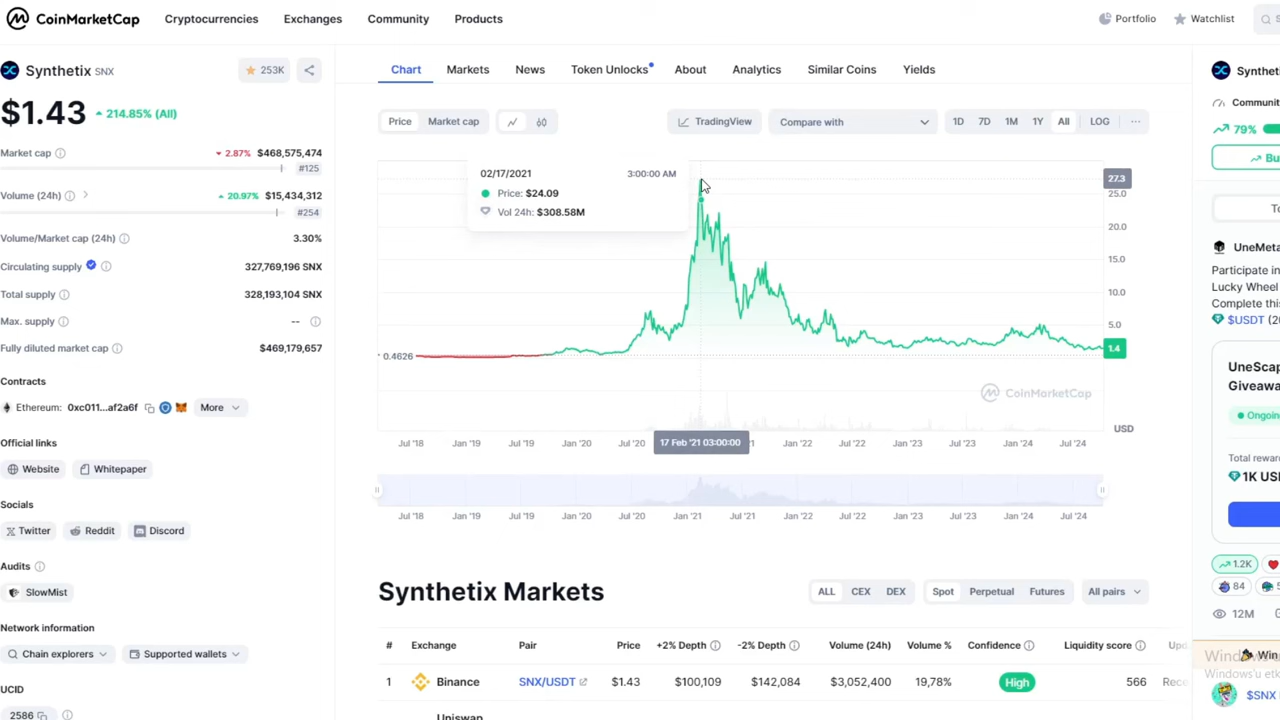 CoinMarketCap Cryptocurrencies Exchanges Community Products Portfolio Watchlist
Synthetix SNX 253K
$1.43 214.85% (All)
Market cap 2.87% $468,575,474
#125
Volume (24h) 20.97% $15,434,312
#254
Volume/Market cap (24h) 3.30%
Circulating supply 327,769,196 SNX
Total supply 328,193,104 SNX
Max. supply --
Fully diluted market cap $469,179,657
Contracts
Ethereum: 0xc011...af2a6f More
Official links
Website Whitepaper
Socials
Twitter Reddit Discord
Audits
SlowMist
Network information
Chain explorers Supported wallets
UCID
2586
Chart Markets News Token Unlocks About Analytics Similar Coins Yields
Price Market cap TradingView Compare with 1D 7D 1M 1Y All LOG ...
02/17/2021 3:00:00 AM
Price: $24.09
Vol 24h: $308.58M
27.3
25.0
20.0
15.0
10.0
5.0
1.4
0.4626
CoinMarketCap
USD
Jul '18 Jan '19 Jul '19 Jan '20 Jul '20 17 Feb '21 03:00:00 Jan '22 Jul '22 Jan '23 Jul '23 Jan '24 Jul '24
Jul '18 Jan '19 Jul '19 Jan '20 Jul '20 Jan '21 Jul '21 Jan '22 Jul '22 Jan '23 Jul '23 Jan '24 Jul '24
Synthetix Markets ALL CEX DEX Spot Perpetual Futures All pairs
# Exchange Pair Price +2% Depth -2% Depth Volume (24h) Volume % Confidence Liquidity score
1 Binance SNX/USDT $1.43 $100,109 $142,084 $3,052,400 19,78% High 566
Uniswap
79%
Participate in
Lucky Wheel
Complete
$USDT
Ongoing
Total
1K
1.2K
84
12M
Win
Windows'u
$SNX